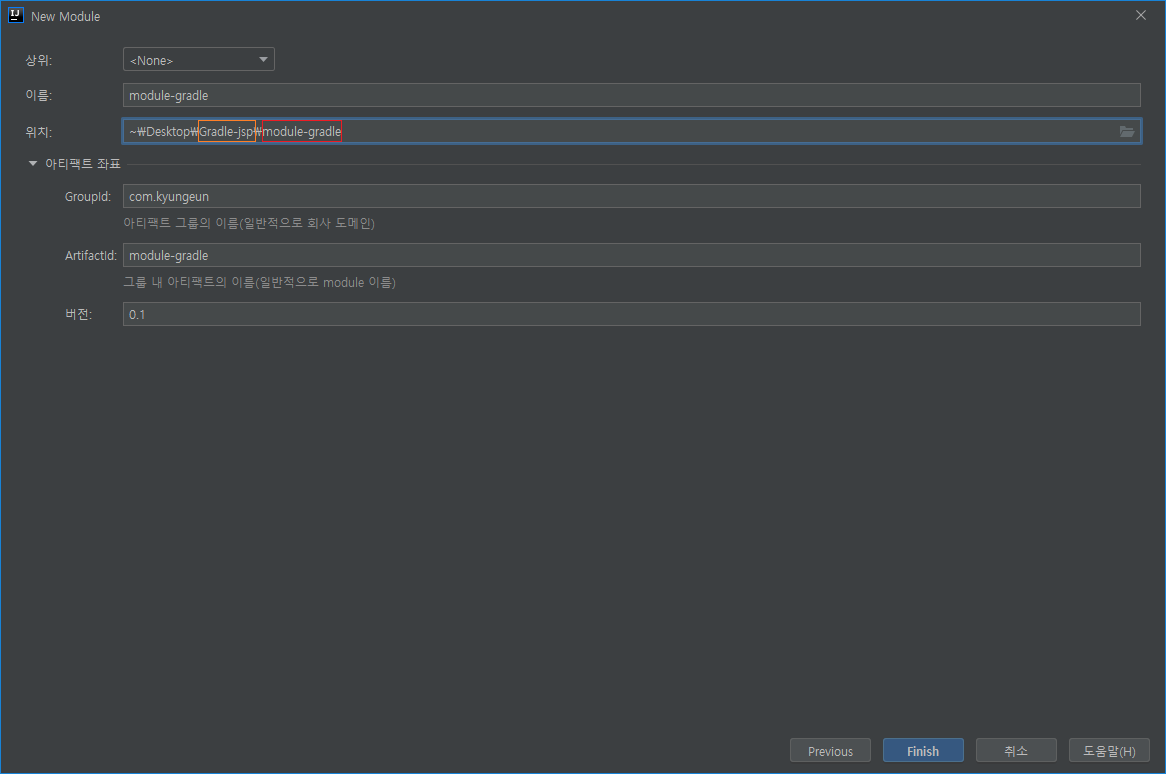 IJ New Module
상위: <None>
이름: module-gradle
위치: ~₩Desktop₩Gradle-jsp₩module-gradle
아티팩트 좌표
GroupId: com.kyungeun
아티팩트 그룹의 이름(일반적으로 회사 도메인)
ArtifactId: module-gradle
그룹 내 아티팩트의 이름(일반적으로 module 이름)
버전: 0.1
Previous Finish 취소 도움말(H)